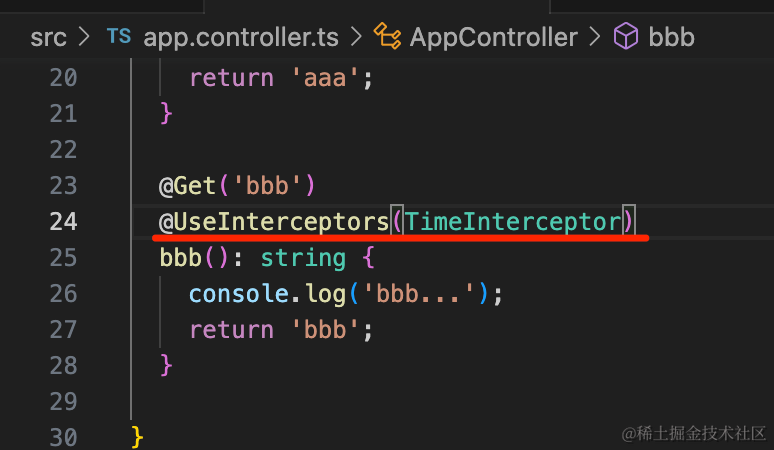 src > TS app.controller.ts > AppController > bbb
20 return 'aaa';
21 }
22
23 @Get('bbb')
24 @UseInterceptors(TimeInterceptor)
25 bbb(): string {
26 console.log('bbb...');
27 return 'bbb';
28 }
29
30 }
@稀土掘金技术社区